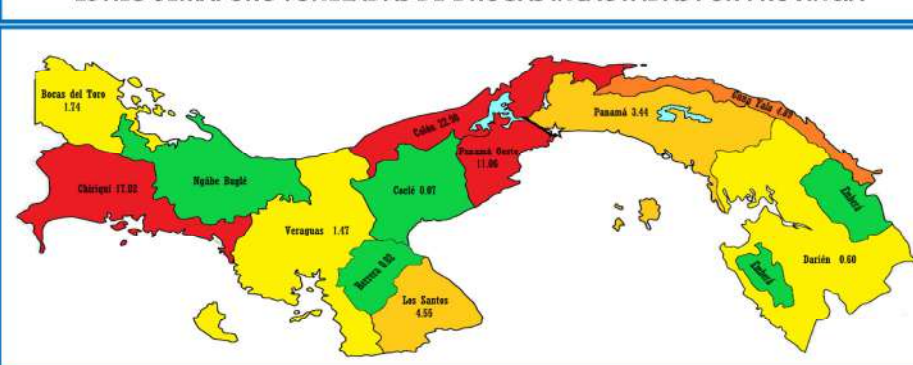 Bocas del Toro
1.74
Chiriquí 17.02
Ngäbe Buglé
Veraguas 1.47
Coclé 0.07
Colón 22.90
Panamá Oeste
11.06
Herrera 0.02
Los Santos
4.55
Panamá 3.44
Guna Yala 4.89
Emberá
Emberá
Darién 0.60